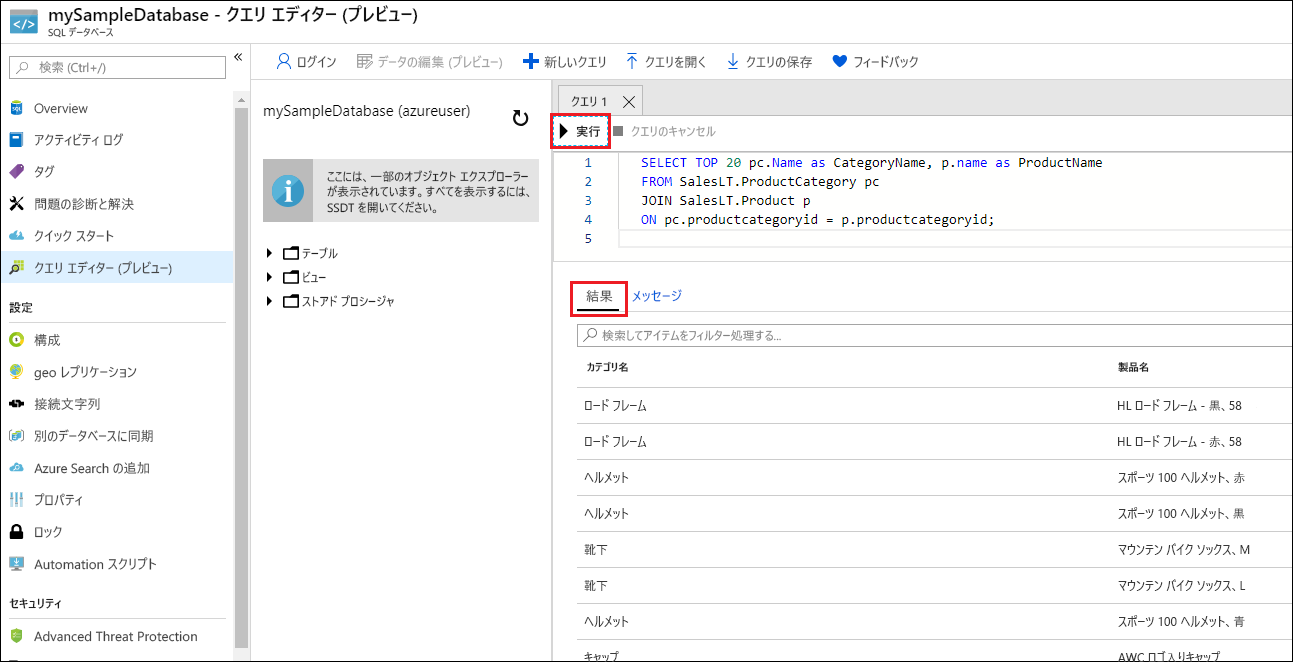 mySampleDatabase - クエリ エディター (プレビュー)
SQL データベース
検索 (Ctrl+/)
«
Overview
アクティビティ ログ
タグ
問題の診断と解決
クイック スタート
クエリ エディター (プレビュー)
設定
構成
geo レプリケーション
接続文字列
別のデータベースに同期
Azure Search の追加
プロパティ
ロック
Automation スクリプト
セキュリティ
Advanced Threat Protection
ログイン
データの編集 (プレビュー)
新しいクエリ
クエリを開く
クエリの保存
フィードバック
mySampleDatabase (azureuser)
ここには、一部のオブジェクト エクスプローラー
が表示されています。すべてを表示するには、
SSDT を開いてください。
テーブル
ビュー
ストアド プロシージャ
クエリ 1
実行
クエリのキャンセル
1 SELECT TOP 20 pc.Name as CategoryName, p.name as ProductName
2 FROM SalesLT.ProductCategory pc
3 JOIN SalesLT.Product p
4 ON pc.productcategoryid = p.productcategoryid;
5
結果 メッセージ
検索してアイテムをフィルター処理する...
カテゴリ名 製品名
ロード フレーム HL ロード フレーム - 黒、58
ロード フレーム HL ロード フレーム - 赤、58
ヘルメット スポーツ 100 ヘルメット、赤
ヘルメット スポーツ 100 ヘルメット、黒
靴下 マウンテン バイク ソックス、M
靴下 マウンテン バイク ソックス、L
ヘルメット スポーツ 100 ヘルメット、青
キャップ AWC ロゴ入りキャップ